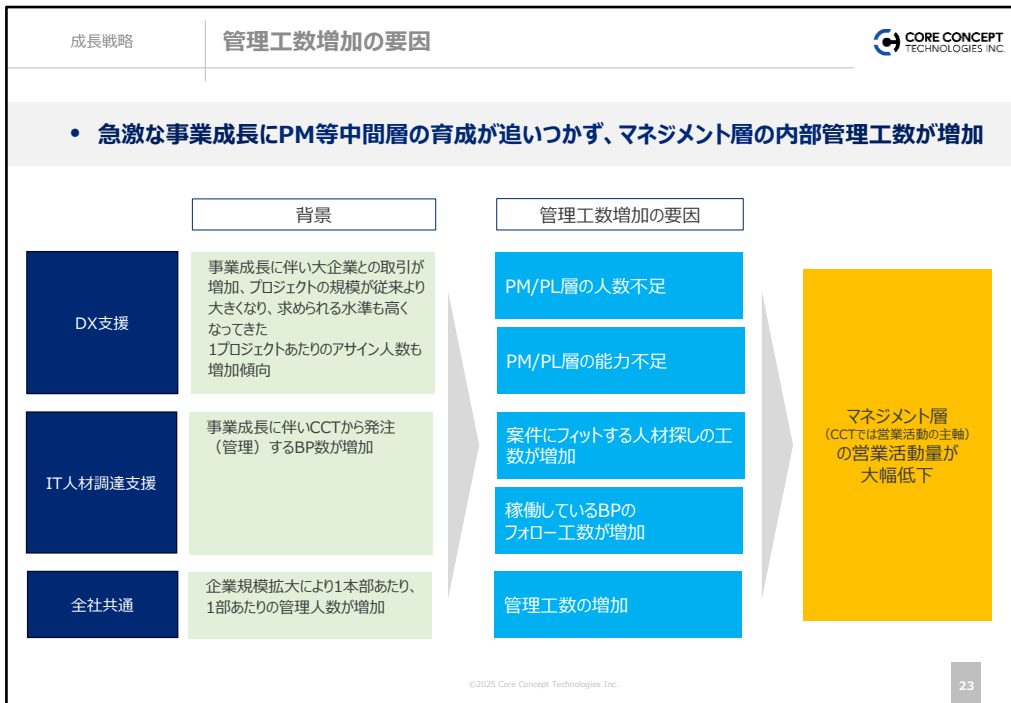 成長戦略
管理工数増加の要因
CORE CONCEPT
TECHNOLOGIES INC.
• 急激な事業成長にPM等中間層の育成が追いつかず、マネジメント層の内部管理工数が増加
背景
管理工数増加の要因
DX支援
事業成長に伴い大企業との取引が
増加、プロジェクトの規模が従来より
大きくなり、求められる水準も高く
なってきた
1プロジェクトあたりのアサイン人数も
増加傾向
PM/PL層の人数不足
PM/PL層の能力不足
IT人材調達支援
事業成長に伴いCCTから発注
（管理）するBP数が増加
案件にフィットする人材探しの工
数が増加
稼働しているBPの
フォロー工数が増加
全社共通
企業規模拡大により1本部あたり、
1部あたりの管理人数が増加
管理工数の増加
マネジメント層
（CCTでは営業活動の主軸）
の営業活動量が
大幅低下
©2025 Core Concept Technologies Inc.
23